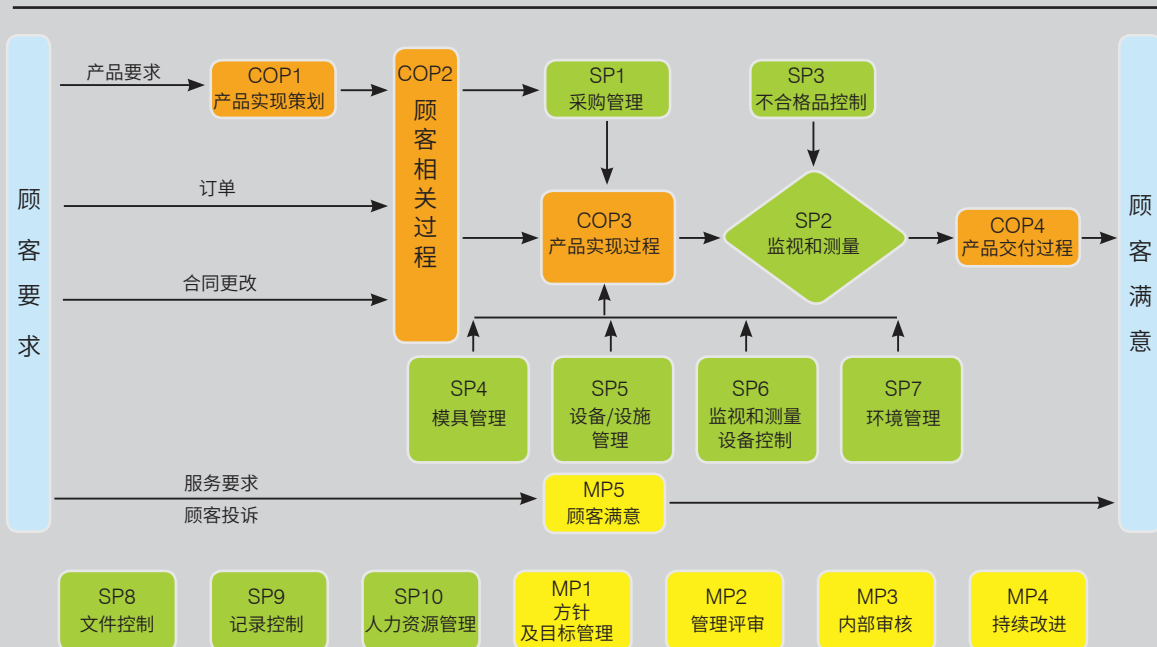 顾客要求
产品要求
COP1
产品实现策划
COP2
顾客相关过程
SP1
采购管理
SP3
不合格品控制
订单
COP3
产品实现过程
SP2
监视和测量
COP4
产品交付过程
顾客满意
合同更改
SP4
模具管理
SP5
设备/设施
管理
SP6
监视和测量
设备控制
SP7
环境管理
服务要求
顾客投诉
MP5
顾客满意
SP8
文件控制
SP9
记录控制
SP10
人力资源管理
MP1
方针
及目标管理
MP2
管理评审
MP3
内部审核
MP4
持续改进